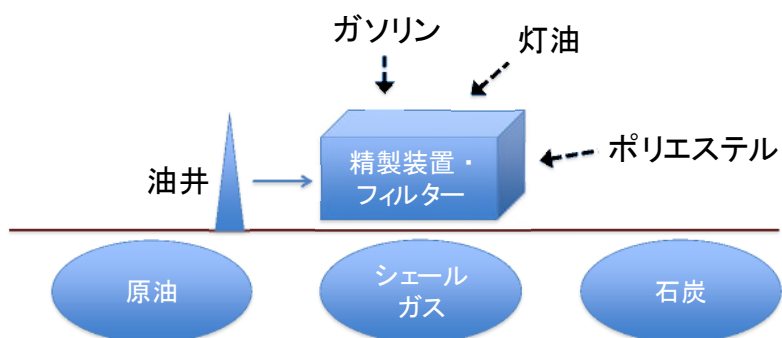 ガソリン
灯油
精製装置・
フィルター
ポリエステル
油井
原油
シェール
ガス
石炭